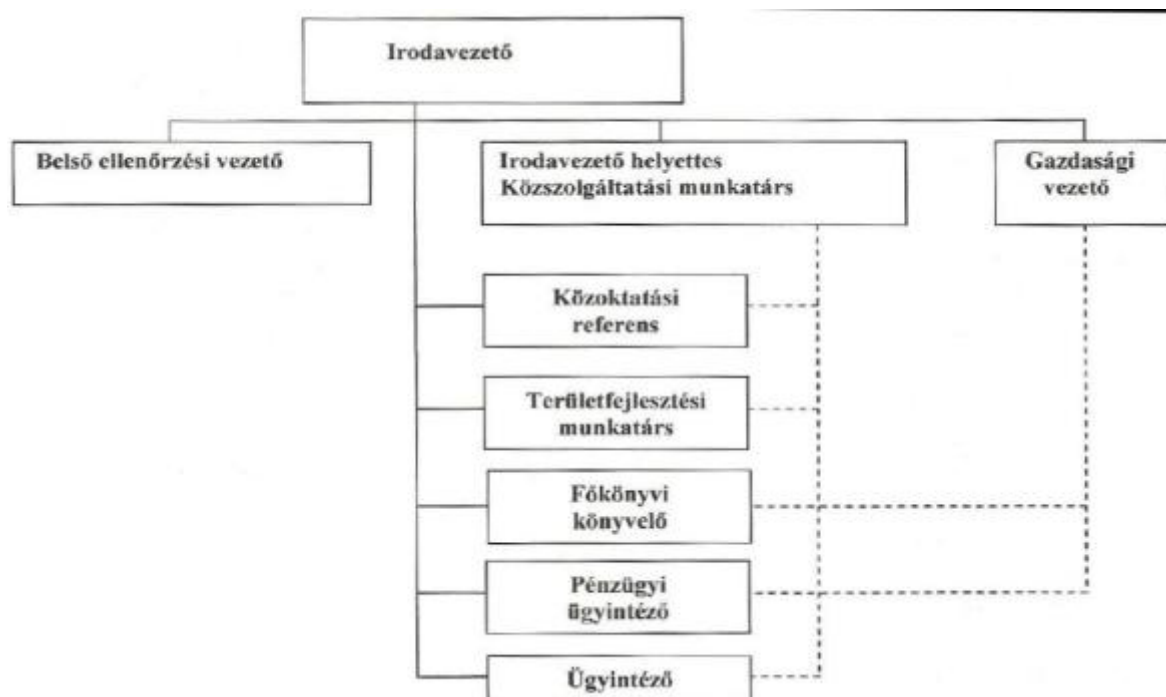 Irodavezető
Belső ellenőrzési vezető
Irodavezető helyettes
Közszolgáltatási munkatárs
Gazdasági
vezető
Közoktatási
referens
Területfejlesztési
munkatárs
Főkönyvi
könyvelő
Pénzügyi
ügyintéző
Ügyintéző